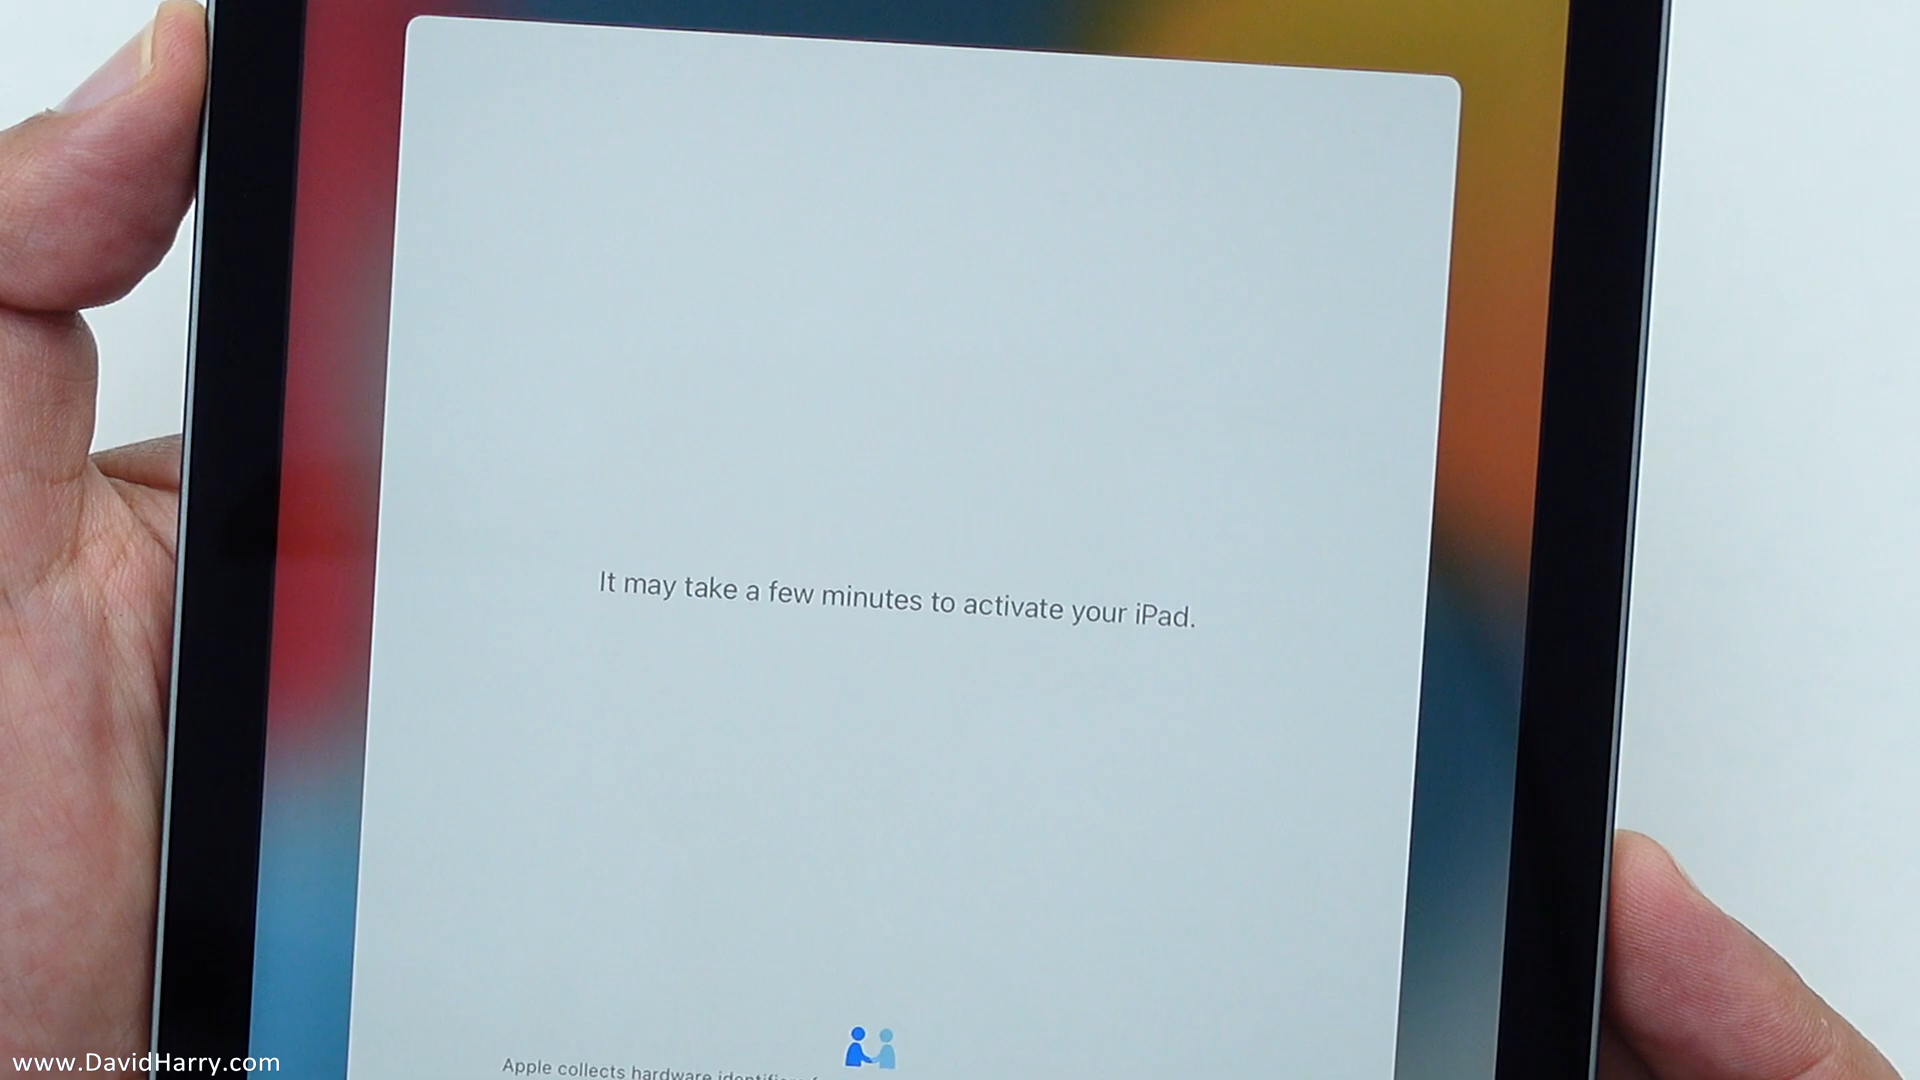 It may take a few minutes to activate your iPad.
Apple collects hardware
www.DavidHarry.com